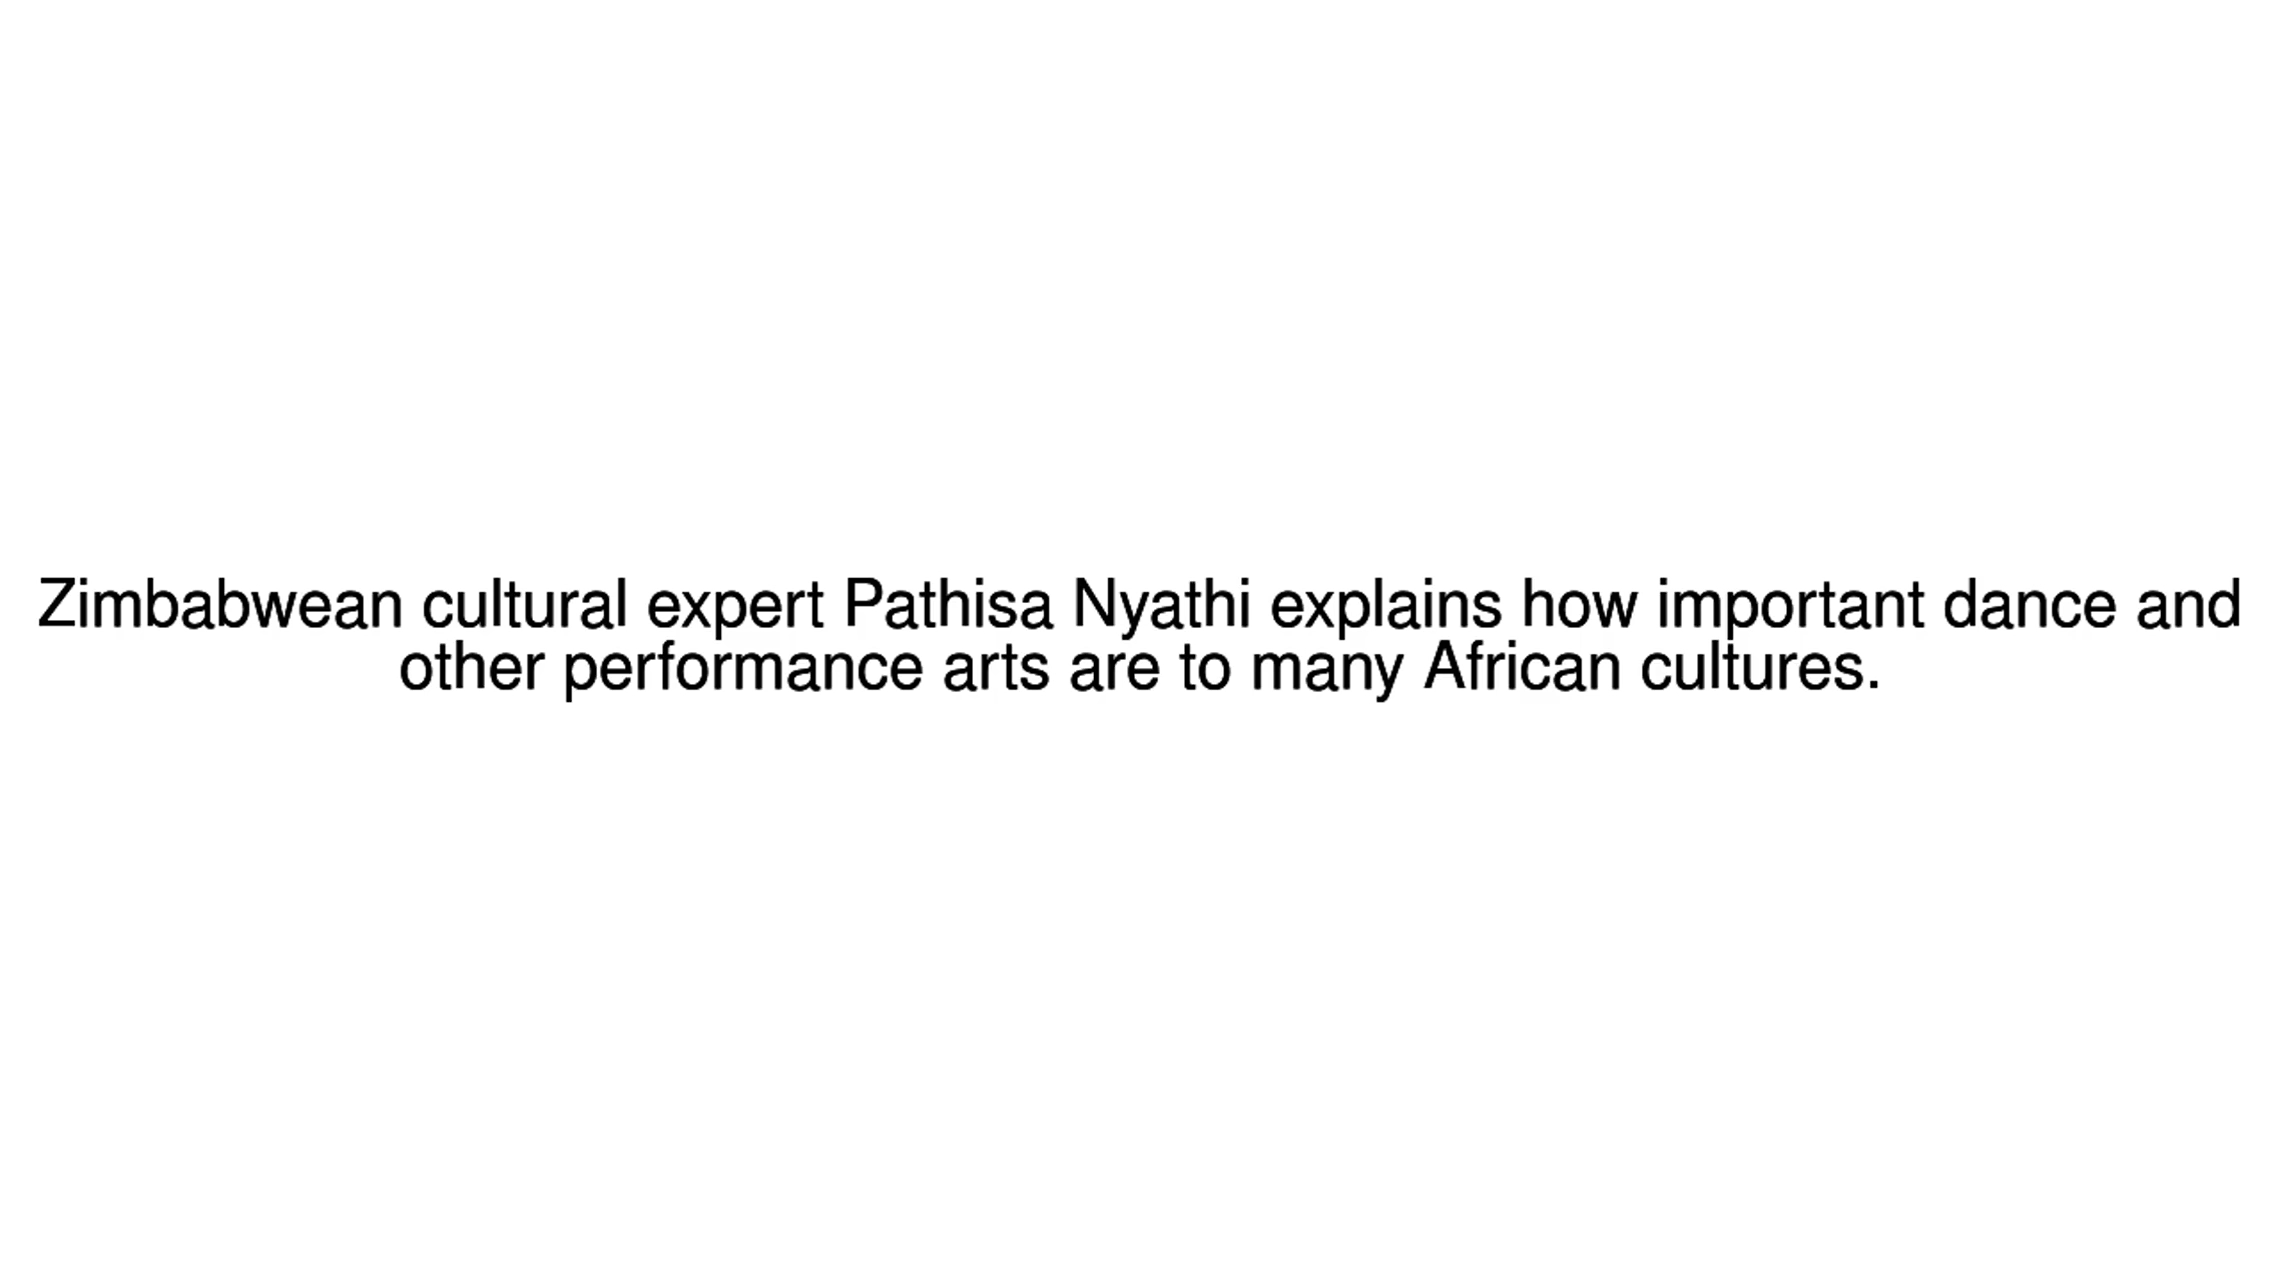 Zimbabwean cultural expert Pathisa Nyathi explains how important dance and
other performance arts are to many African cultures.